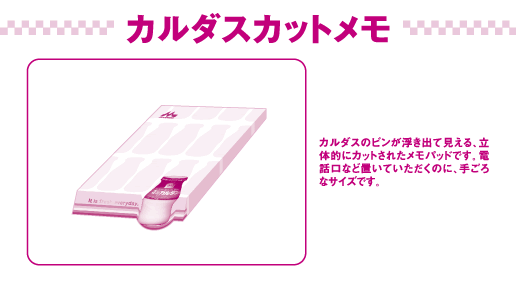 カルダスカットメモ
カルダスのビンが浮き出て見える、立
体的にカットされたメモパッドです。電
話口など置いていただくのに、手ごろ
なサイズです。